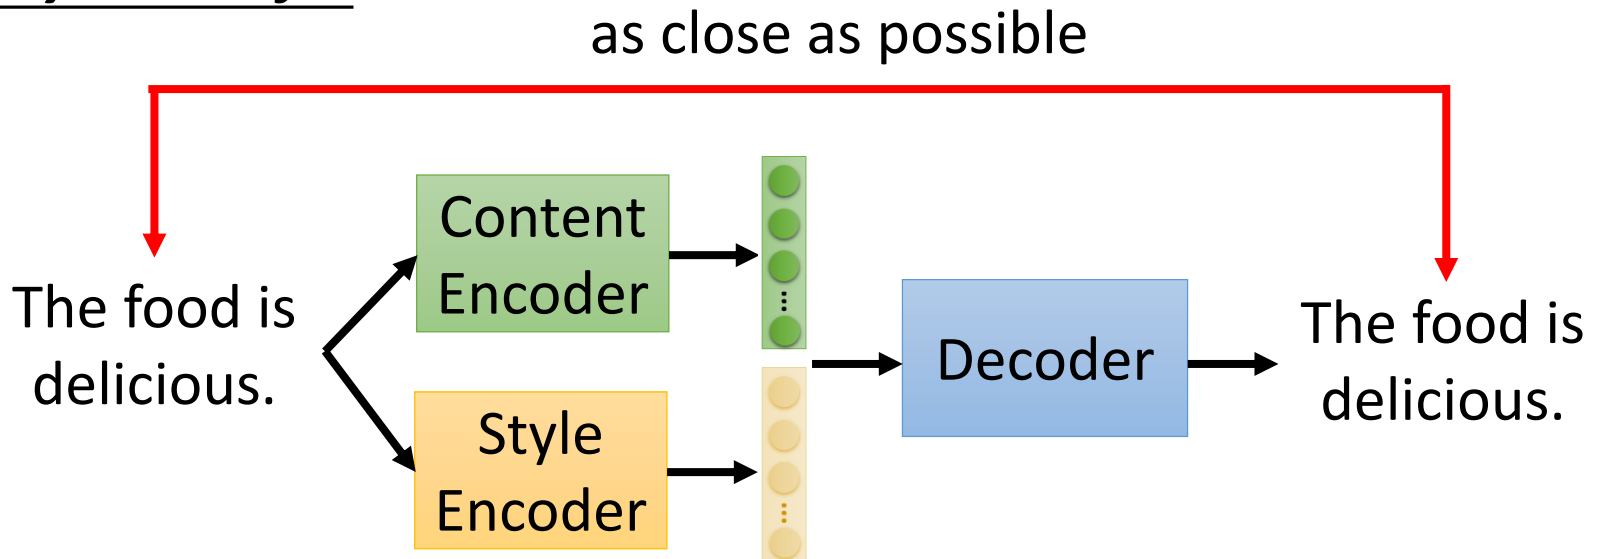 as close as possible
The food is
delicious.
Content
Encoder
Style
Encoder
Decoder
The food is
delicious.